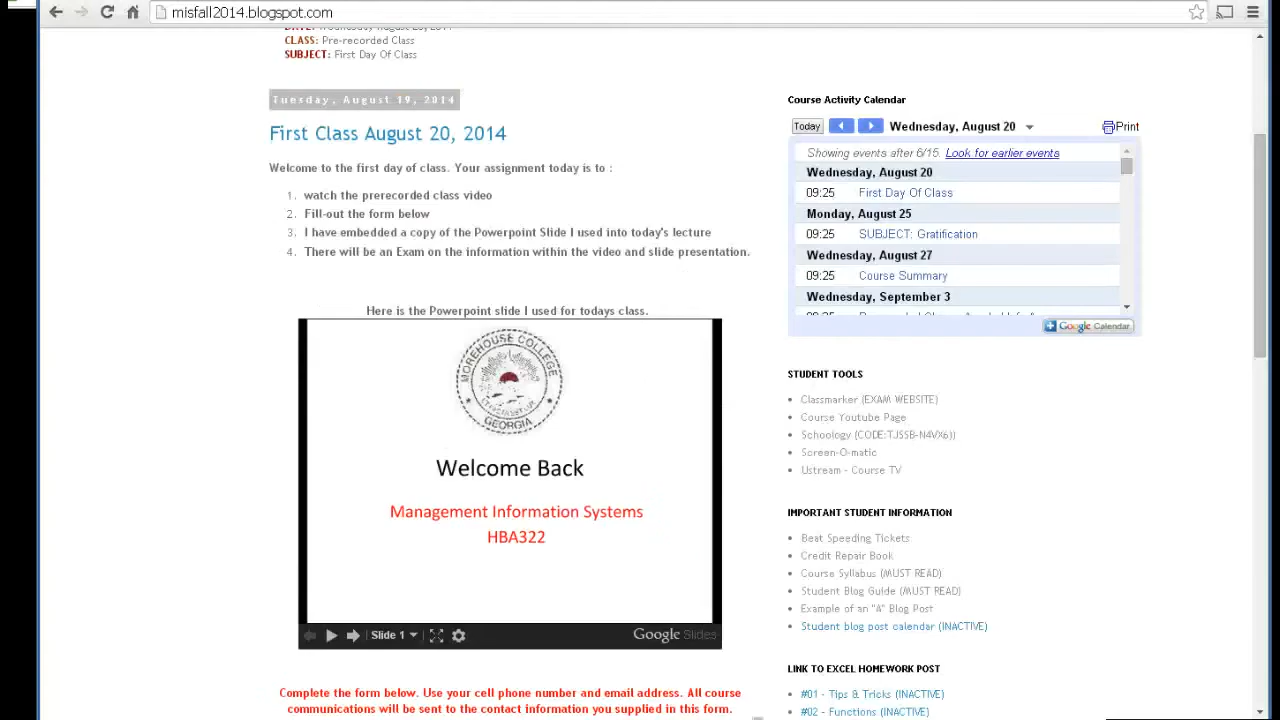 misfall2014.blogspot.com
CLASS: Pre-recorded Class
SUBJECT: First Day Of Class
Tuesday, August 19, 2014
First Class August 20, 2014
Welcome to the first day of class. Your assignment today is to :
1. watch the prerecorded class video
2. Fill-out the form below
3. I have embedded a copy of the Powerpoint Slide I used into today's lecture
4. There will be an Exam on the information within the video and slide presentation.
Here is the Powerpoint slide I used for todays class.
MOREHOUSE COLLEGE
GEORGIA
Welcome Back
Management Information Systems
HBA322
Slide 1
Google Slides
Complete the form below. Use your cell phone number and email address. All course
communications will be sent to the contact information you supplied in this form.
Course Activity Calendar
Today Wednesday, August 20 Print
Showing events after 6/15. Look for earlier events
Wednesday, August 20
09:25 First Day Of Class
Monday, August 25
09:25 SUBJECT: Gratification
Wednesday, August 27
09:25 Course Summary
Wednesday, September 3
Google Calendar
STUDENT TOOLS
Classmarker (EXAM WEBSITE)
Course Youtube Page
Schoology (CODE:TJSSB-N4VX6))
Screen-O-matic
Ustream - Course TV
IMPORTANT STUDENT INFORMATION
Beat Speeding Tickets
Credit Repair Book
Course Syllabus (MUST READ)
Student Blog Guide (MUST READ)
Example of an "A" Blog Post
Student blog post calendar (INACTIVE)
LINK TO EXCEL HOMEWORK POST
#01 - Tips & Tricks (INACTIVE)
#02 - Functions (INACTIVE)